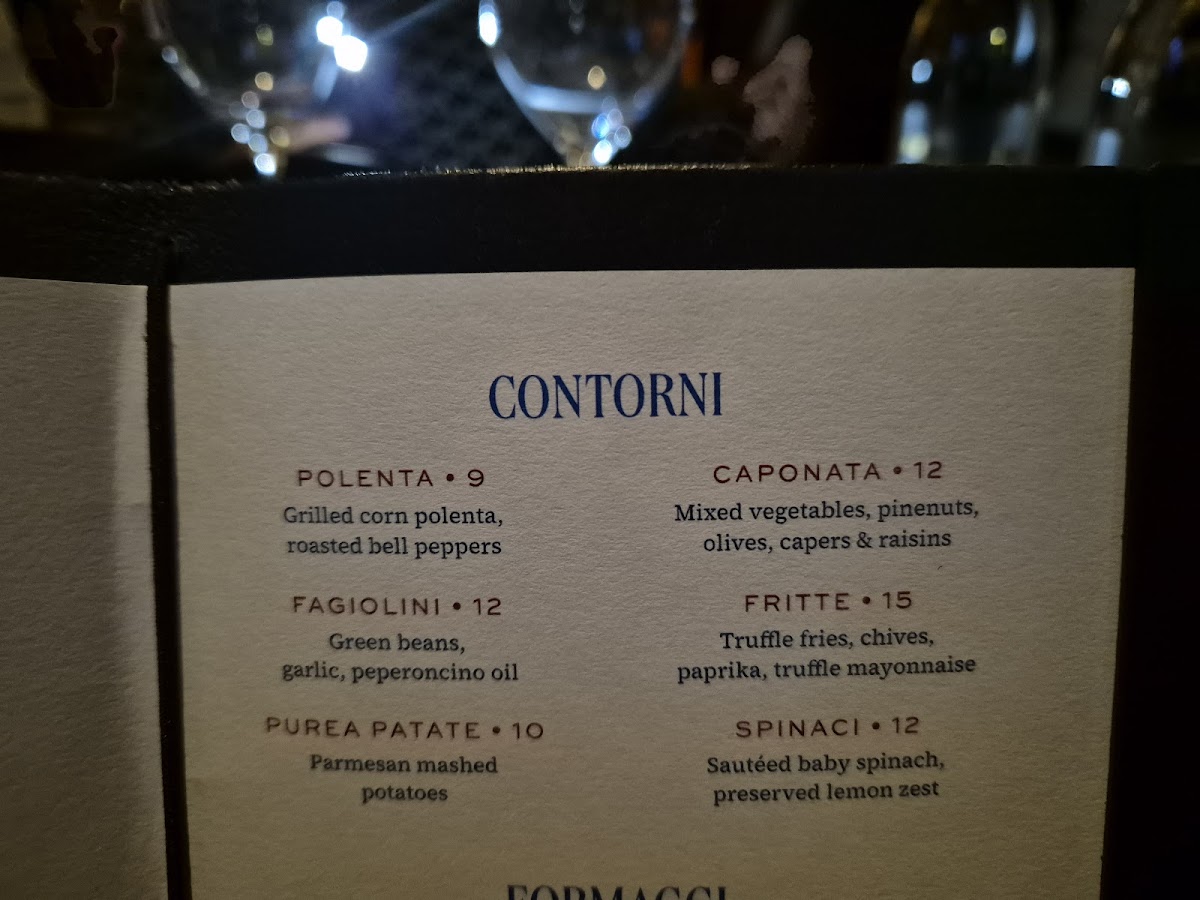 CONTORNI
POLENTA • 9
Grilled corn polenta,
roasted bell peppers
FAGIOLINI • 12
Green beans,
garlic, peperoncino oil
PUREA PATATE • 10
Parmesan mashed
potatoes
CAPONATA • 12
Mixed vegetables, pinenuts,
olives, capers & raisins
FRITTE • 15
Truffle fries, chives,
paprika, truffle mayonnaise
SPINACI • 12
Sautéed baby spinach,
preserved lemon zest
FORMAGGI